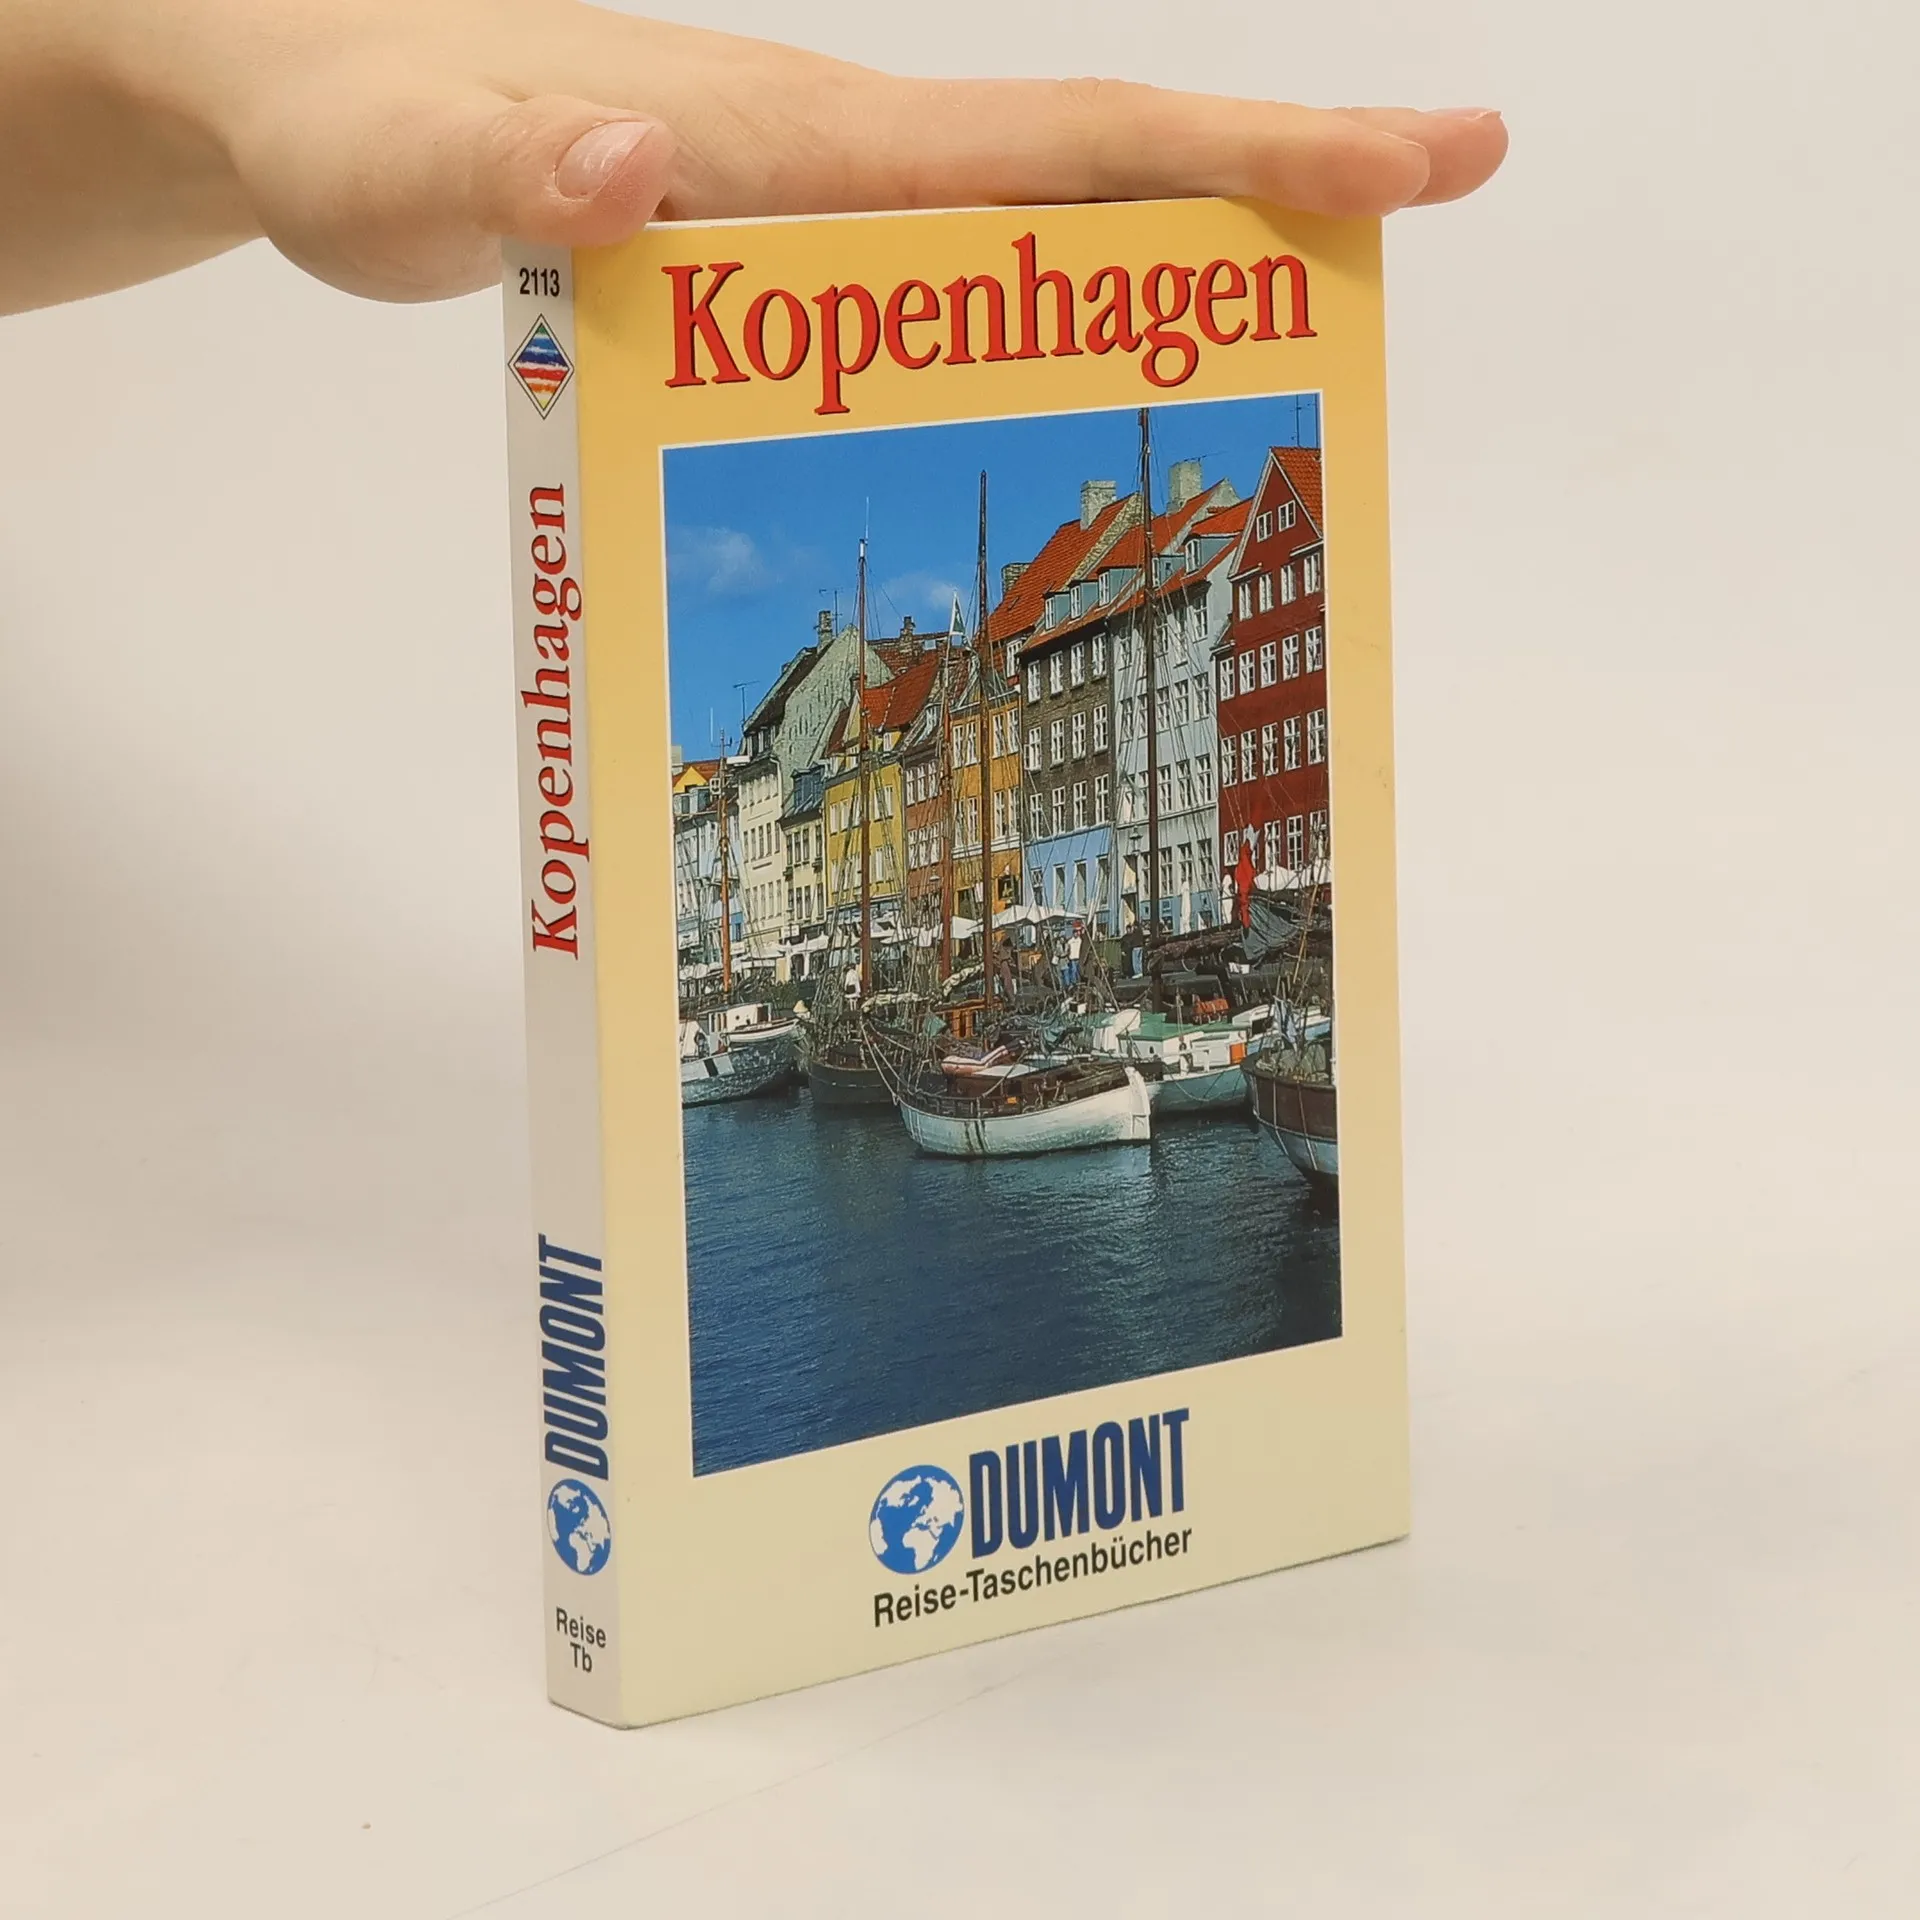 2113
Kopenhagen
DUMONT
Reise
Tb
Kopenhagen
DUMONT
Reise-Taschenbücher